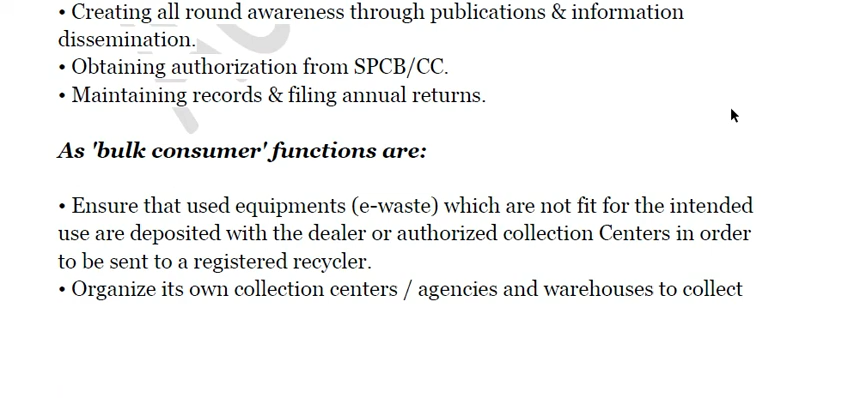 • Creating all round awareness through publications & information
dissemination.
• Obtaining authorization from SPCB/CC.
• Maintaining records & filing annual returns.
As 'bulk consumer' functions are:
• Ensure that used equipments (e-waste) which are not fit for the intended
use are deposited with the dealer or authorized collection Centers in order
to be sent to a registered recycler.
• Organize its own collection centers / agencies and warehouses to collect